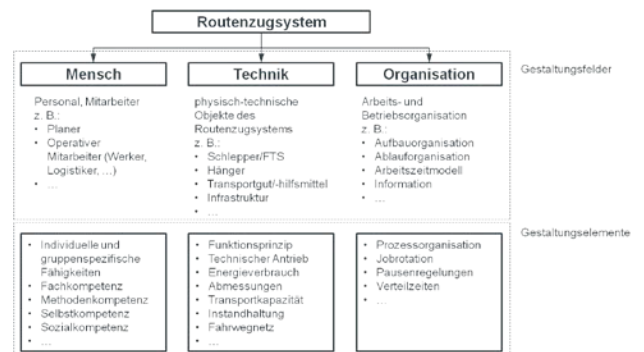 Routenzugsystem
Mensch
Technik
Organisation
Gestaltungsfelder
Personal, Mitarbeiter
z. B.:
• Planer
• Operativer
Mitarbeiter (Werker,
Logistiker, ...)
• ...
physisch-technische
Objekte des
Routenzugsystems
z. B.:
• Schlepper/FTS
• Hänger
• Transportgut/-hilfsmittel
• Infrastruktur
• ...
Arbeits- und
Betriebsorganisation
z. B.:
• Aufbauorganisation
• Ablauforganisation
• Arbeitszeitmodell
• Information
• ...
Gestaltungselemente
• Individuelle und
gruppenspezifische
Fähigkeiten
• Fachkompetenz
• Methodenkompetenz
• Selbstkompetenz
• Sozialkompetenz
• ...
• Funktionsprinzip
• Technischer Antrieb
• Energieverbrauch
• Abmessungen
• Transportkapazität
• Instandhaltung
• Fahrwegnetz
• ...
• Prozessorganisation
• Jobrotation
• Pausenregelungen
• Verteilzeiten
• ...